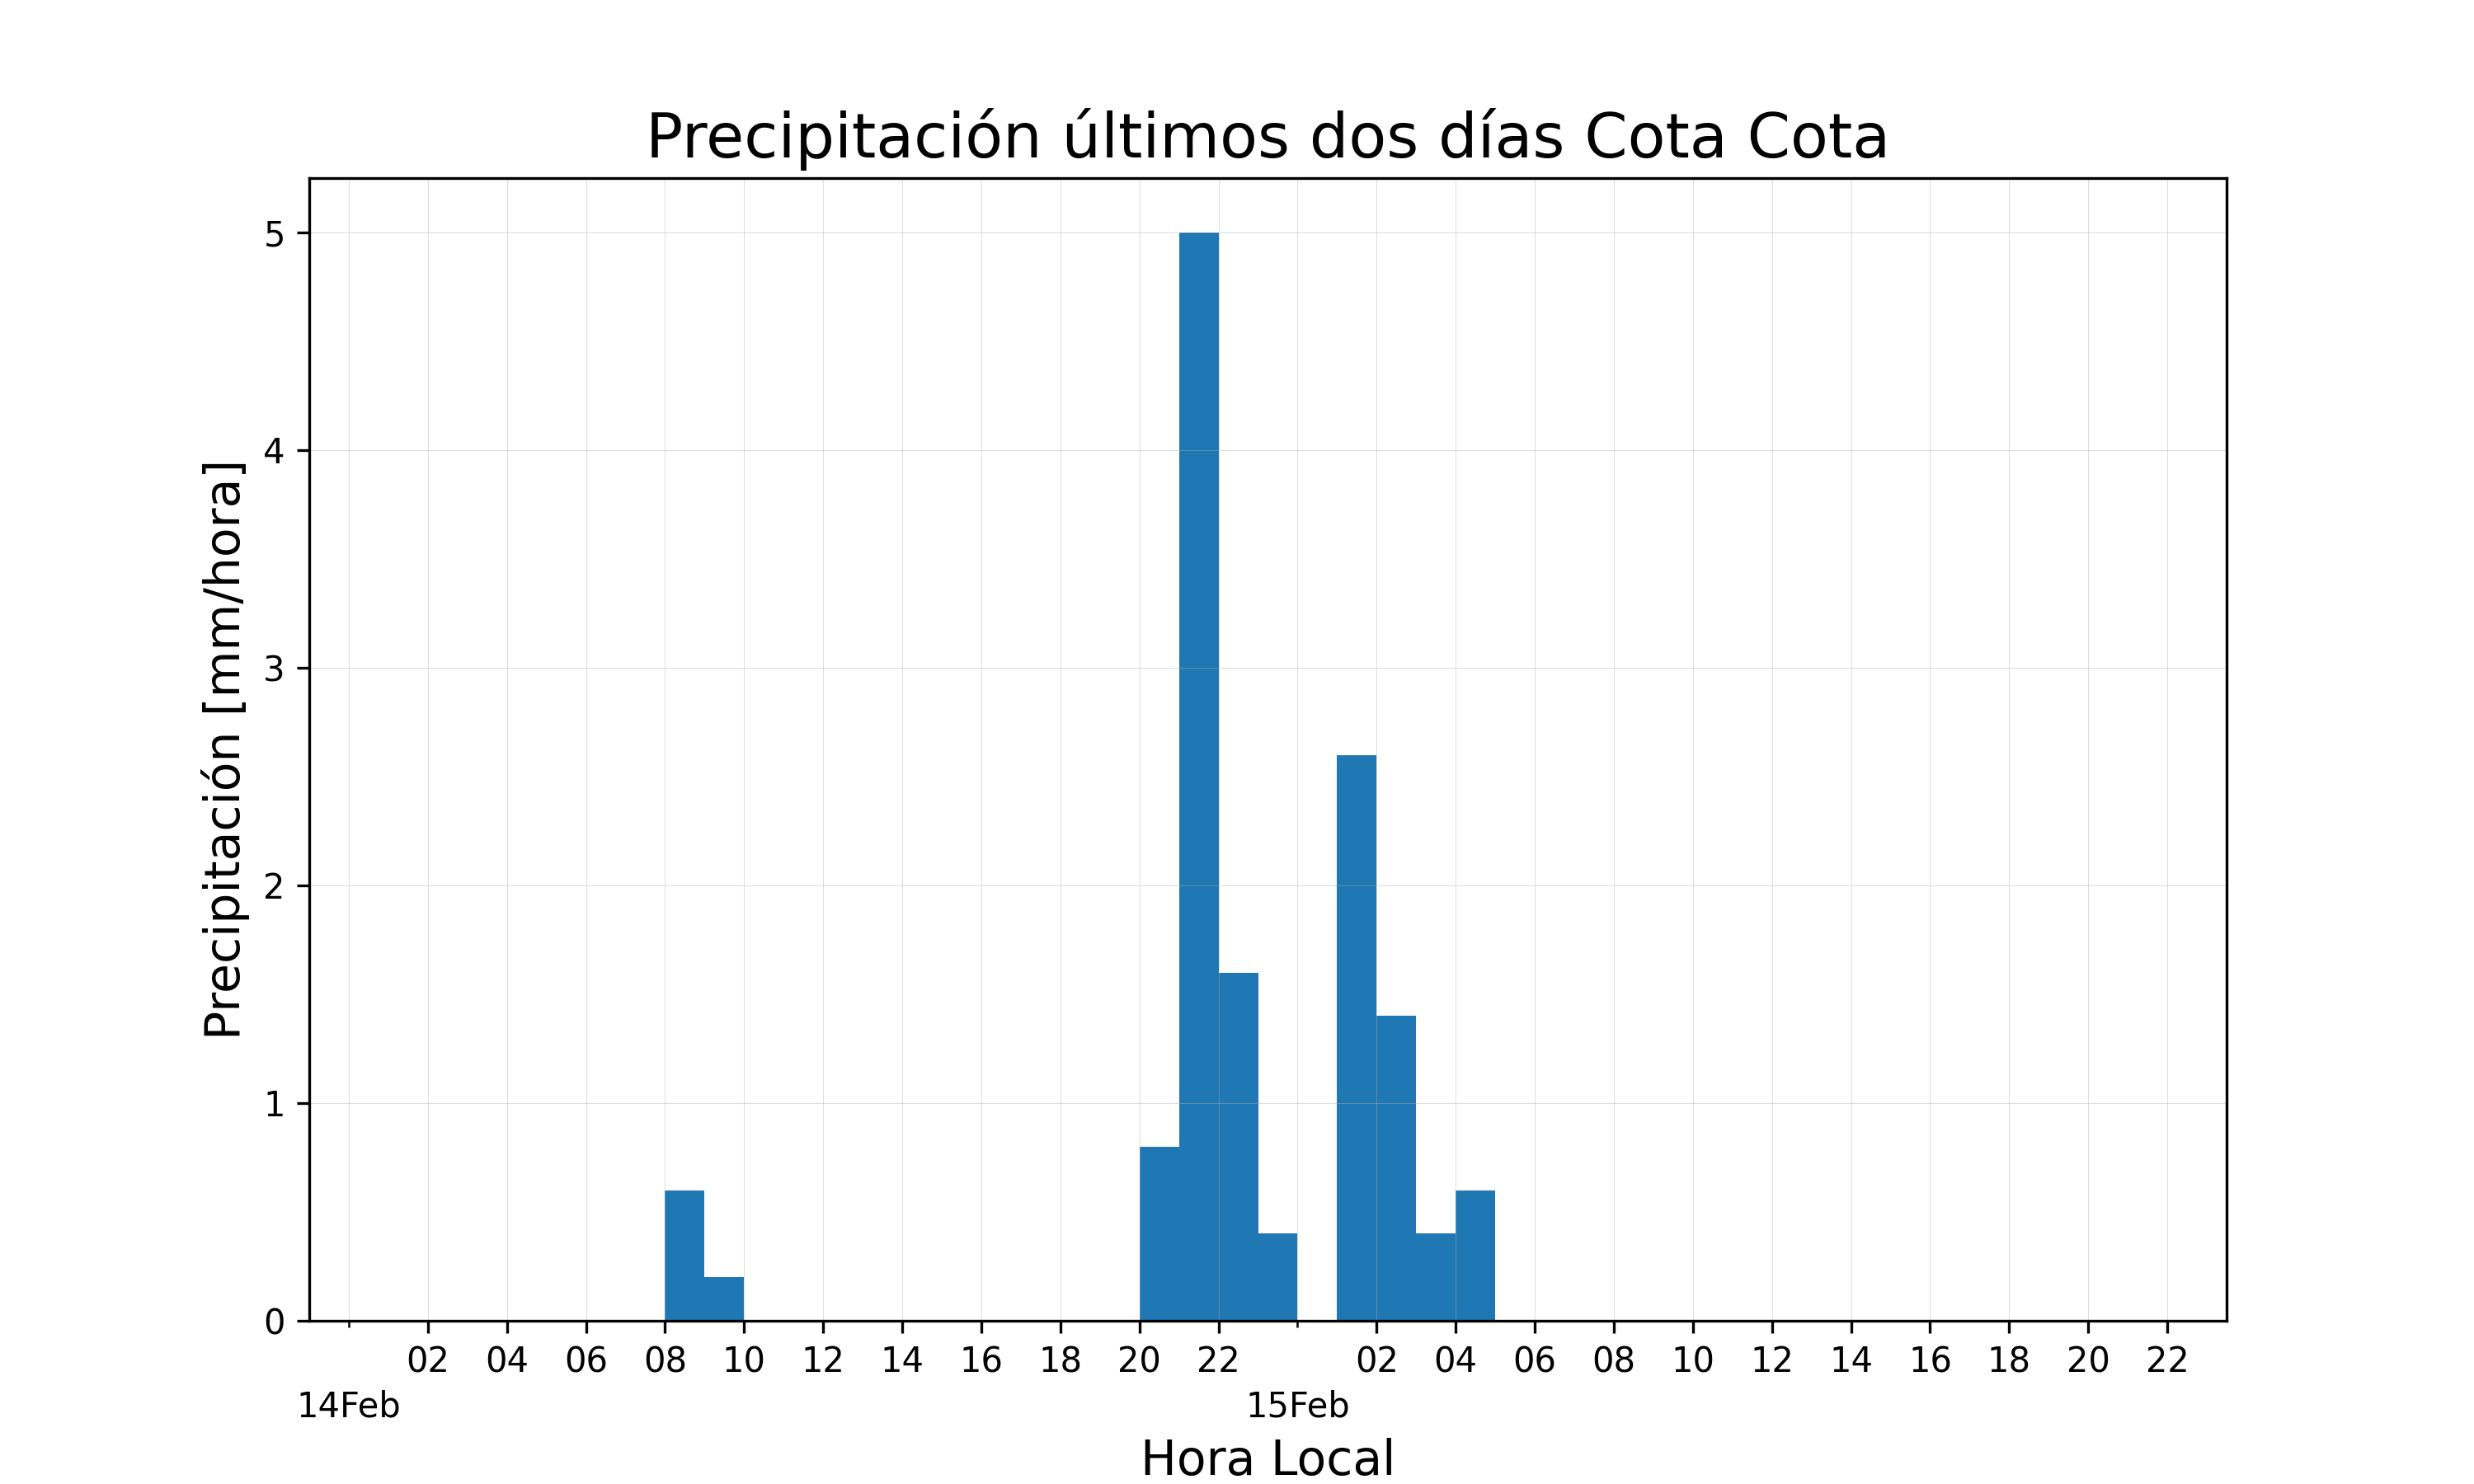 Precipitación últimos dos días Cota Cota
Precipitación [mm/hora]
5
4
3
2
1
0
02 04 06 08 10 12 14 16 18 20 22 02 04 06 08 10 12 14 16 18 20 22
14Feb 15Feb
Hora Local